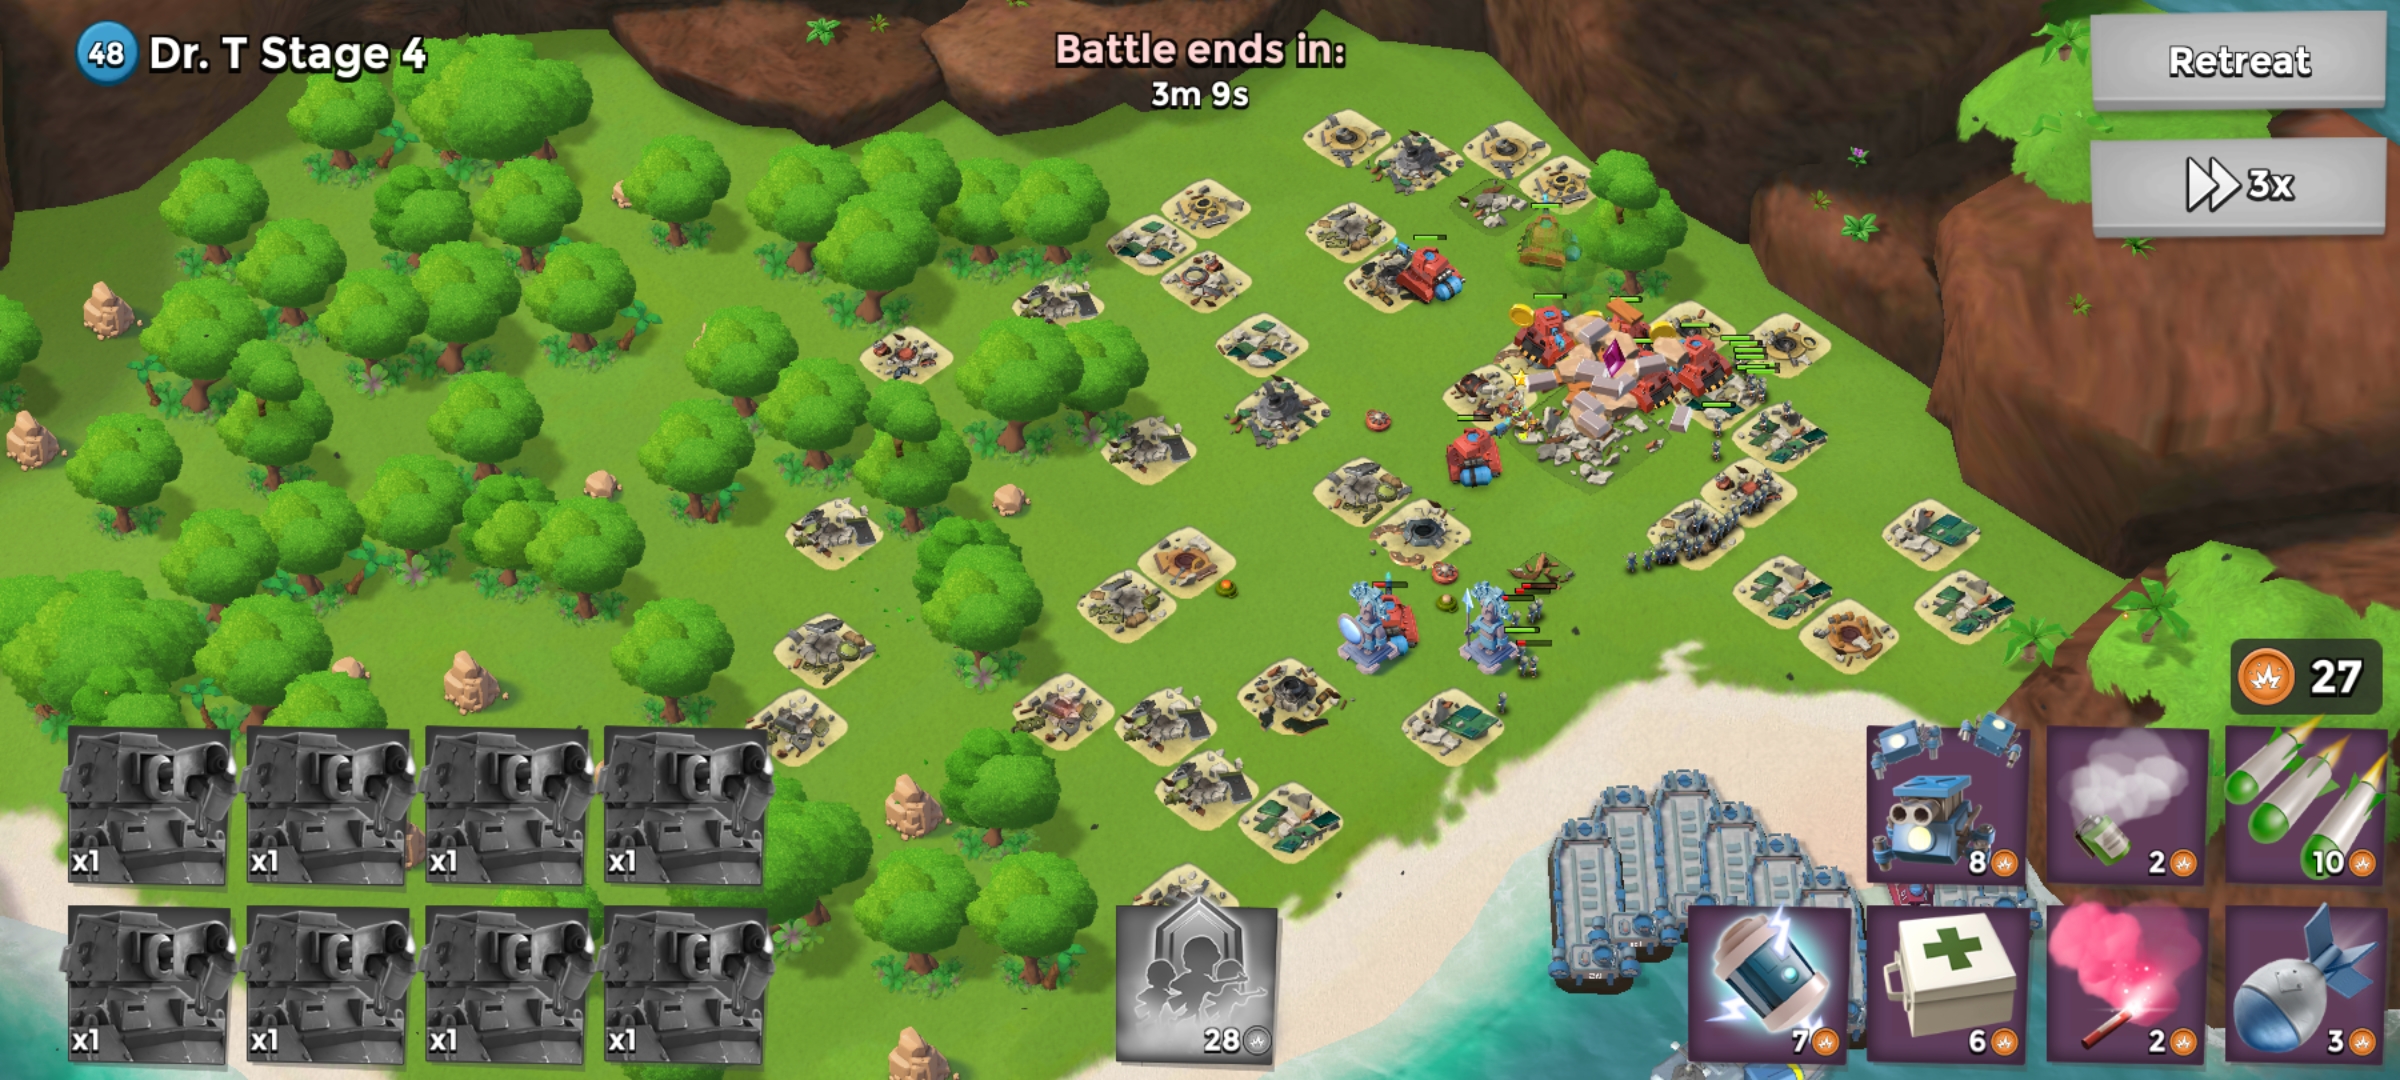 48 Dr. T Stage 4
Battle ends in:
3m 9s
Retreat
3x
27
8
2
10
x1
x1
x1
x1
x1
x1
x1
x1
28
7
6
2
3